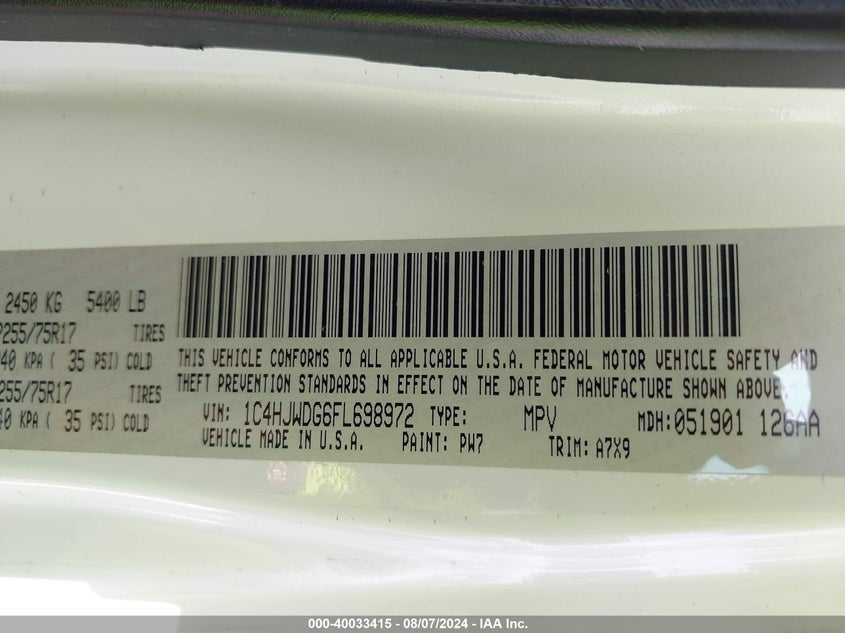 2450 KG 5400 LB
P255/75R17 TIRES
240 KPA ( 35 PSI) COLD
255/75R17 TIRES
40 KPA ( 35 PSI) COLD
THIS VEHICLE CONFORMS TO ALL APPLICABLE U.S.A. FEDERAL MOTOR VEHICLE SAFETY AND
THEFT PREVENTION STANDARDS IN EFFECT ON THE DATE OF MANUFACTURE SHOWN ABOVE.
VIN: 1C4HJWDG6FL698972 TYPE: MPV MDH: 051901 126AA
VEHICLE MADE IN U.S.A. PAINT: PW7 TRIM: A7X9
000-40033415 - 08/07/2024 - IAA Inc.